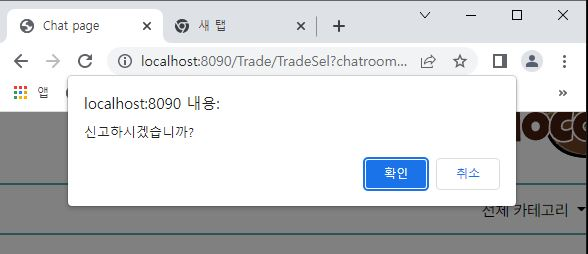 Chat page
새 탭
localhost:8090/Trade/TradeSel?chatroom...
앱
localhost:8090 내용:
신고하시겠습니까?
확인
취소
전체 카테고리